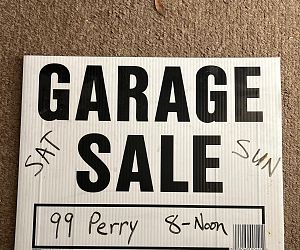 GARAGE
SAT SALE SUN
99 Perry 8-Noon